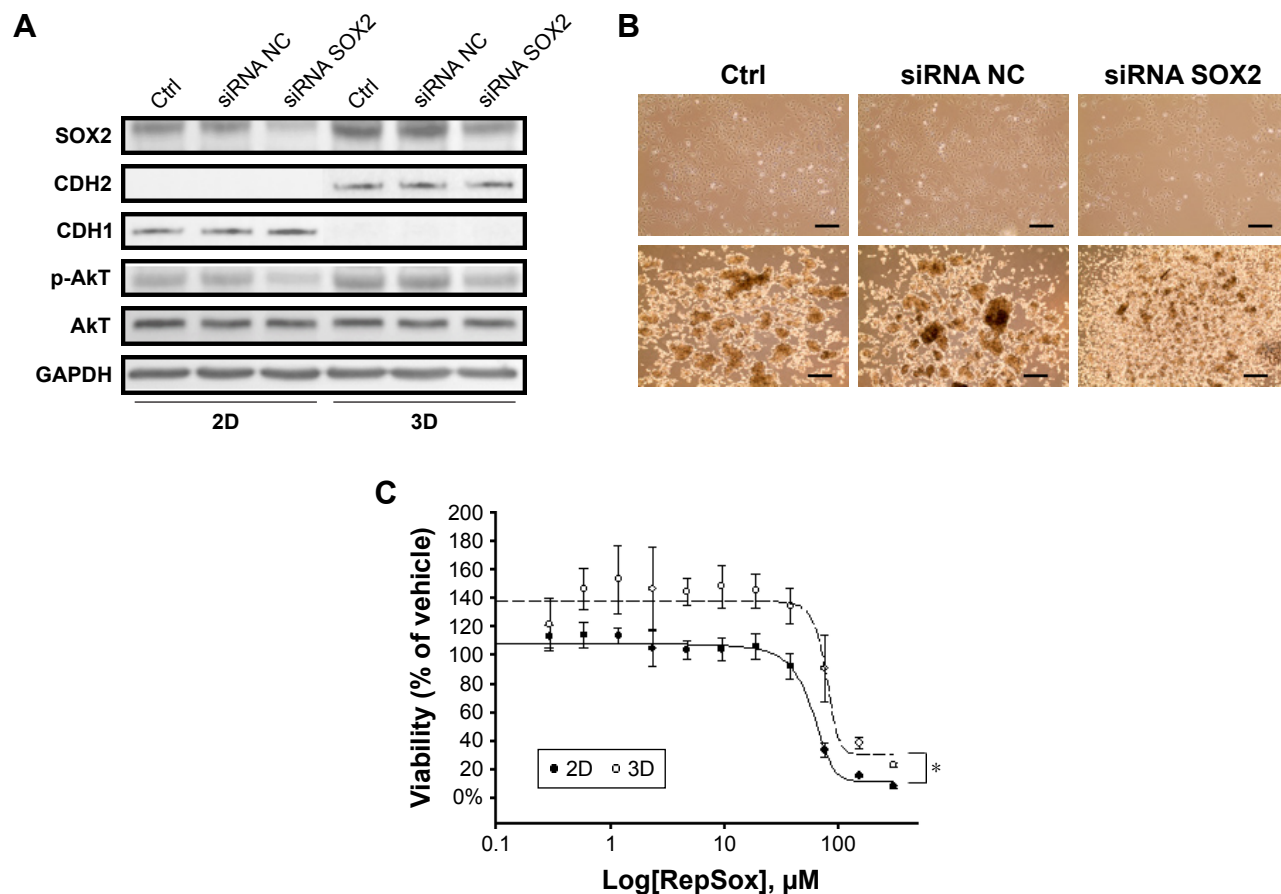 A
Ctrl
siRNA NC
siRNA SOX2
Ctrl
siRNA NC
siRNA SOX2
SOX2
CDH2
CDH1
p-AkT
AkT
GAPDH
2D
3D
B
Ctrl
siRNA NC
siRNA SOX2
C
Viability (% of vehicle)
200
180
160
140
120
100
80
60
40
20
0%
2D
3D
*
0.1
1
10
100
Log[RepSox], µM